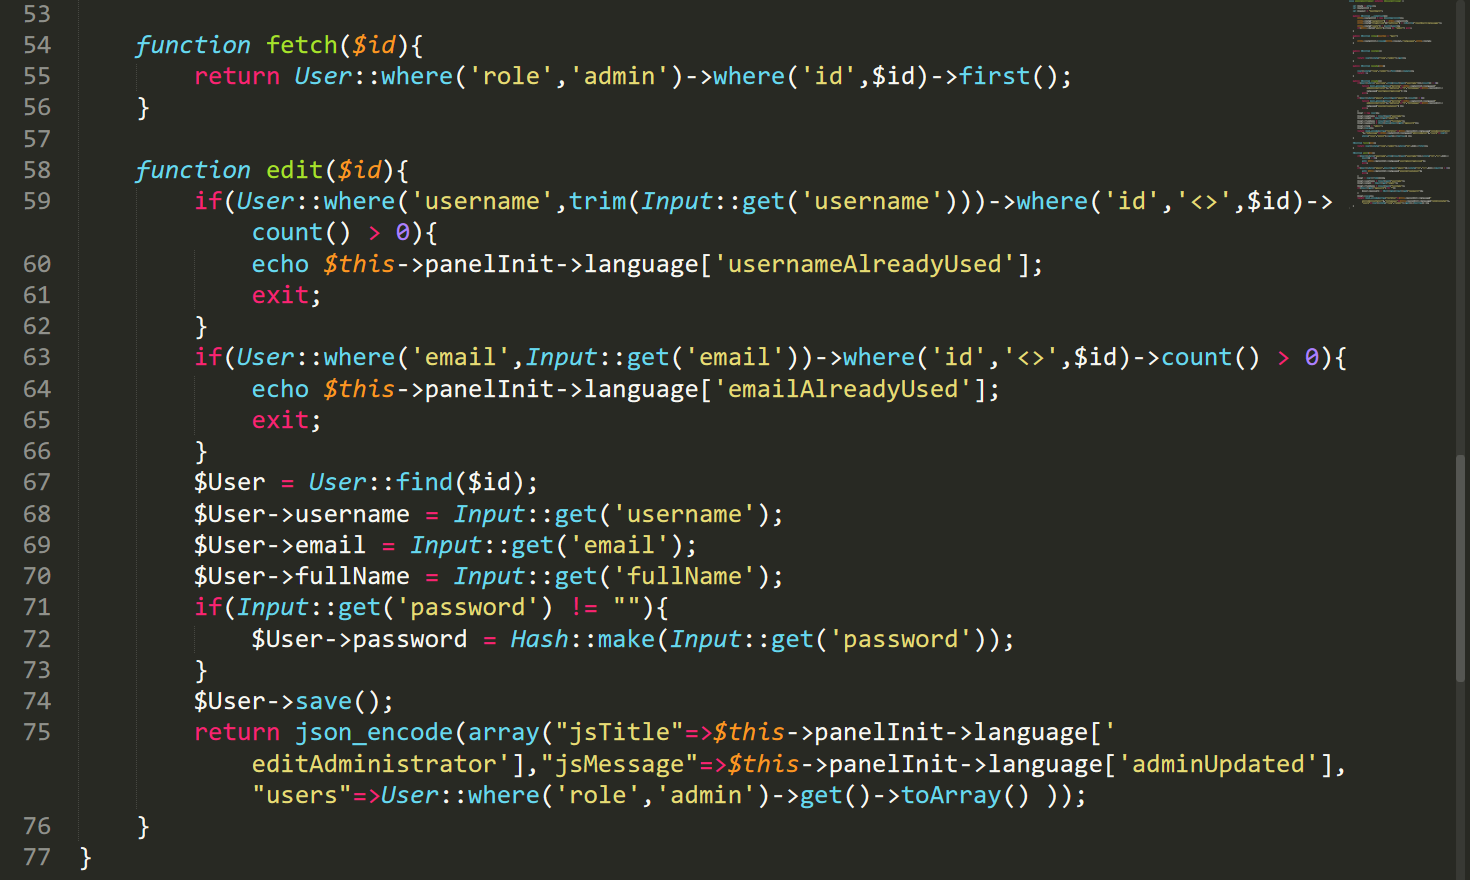 53
54 function fetch($id){
55 return User::where('role','admin')->where('id',$id)->first();
56 }
57
58 function edit($id){
59 if(User::where('username',trim(Input::get('username')))->where('id','<>',$id)->
count() > 0){
60 echo $this->panelInit->language['usernameAlreadyUsed'];
61 exit;
62 }
63 if(User::where('email',Input::get('email'))->where('id','<>',$id)->count() > 0){
64 echo $this->panelInit->language['emailAlreadyUsed'];
65 exit;
66 }
67 $User = User::find($id);
68 $User->username = Input::get('username');
69 $User->email = Input::get('email');
70 $User->fullName = Input::get('fullName');
71 if(Input::get('password') != ""){
72 $User->password = Hash::make(Input::get('password'));
73 }
74 $User->save();
75 return json_encode(array("jsTitle"=>$this->panelInit->language['
editAdministrator'],"jsMessage"=>$this->panelInit->language['adminUpdated'],
"users"=>User::where('role','admin')->get()->toArray() ));
76 }
77 }